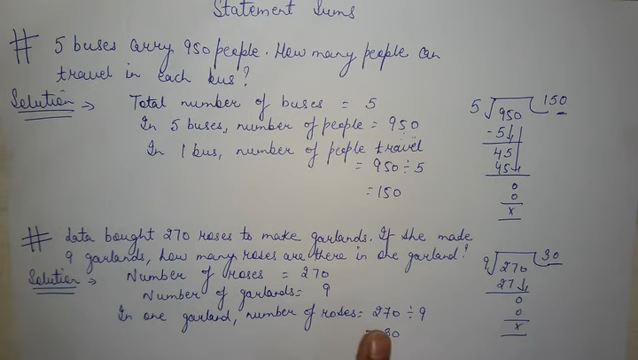 Statement Sums
# 5 buses carry 950 people. How many people can
travel in each bus?
Solution → Total number of buses = 5
In 5 buses, number of people = 950
In 1 bus, number of people travel
= 950 ÷ 5
= 150
5 950 150
-5
45
45
0
0
x
# Lata bought 270 roses to make garlands. If she made
9 garlands, how many roses are there in one garland?
Solution → Number of roses = 270
Number of garlands = 9
In one garland, number of roses = 270 ÷ 9
= 30
9 270 30
27
0
0
x